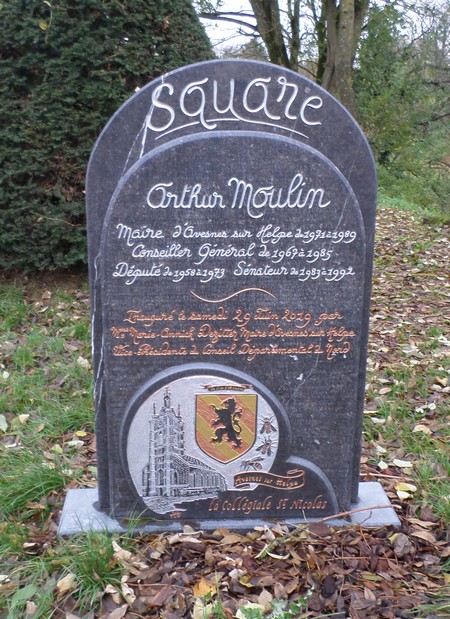 Square
Arthur Moulin
Maire d'Avesnes sur Helpe de 1971 à 1989
Conseiller Général de 1967 à 1985
Député de 1958 à 1973 Sénateur de 1983 à 1992
Inauguré le samedi 29 Juin 2019 par
Mme Marie-Annick Dezitter Maire d'Avesnes sur Helpe
Vice-Présidente du Conseil Départemental du Nord
Avesnes sur Helpe
la Collégiale St Nicolas